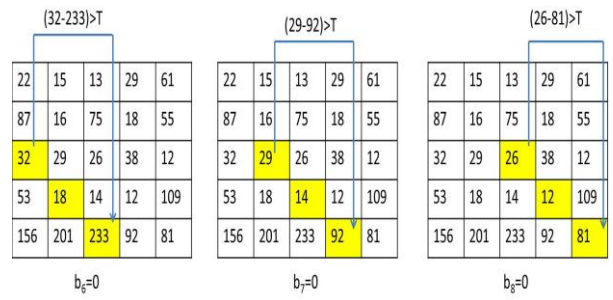 (32-233)>T (29-92)>T (26-81)>T
22 15 13 29 61 22 15 13 29 61 22 15 13 29 61
87 16 75 18 55 87 16 75 18 55 87 16 75 18 55
32 29 26 38 12 32 29 26 38 12 32 29 26 38 12
53 18 14 12 109 53 18 14 12 109 53 18 14 12 109
156 201 233 92 81 156 201 233 92 81 156 201 233 92 81
b₆=0 b₇=0 b₈=0